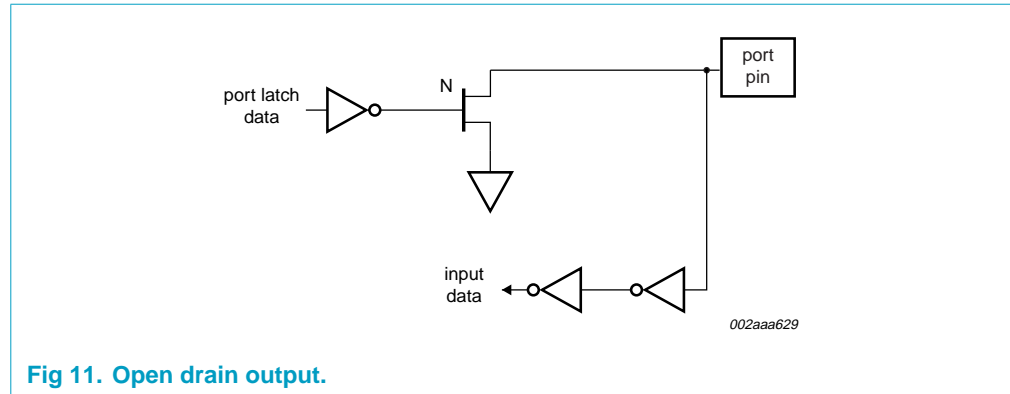 port
pin
N
port latch
data
input
data
002aaa629
Fig 11. Open drain output.